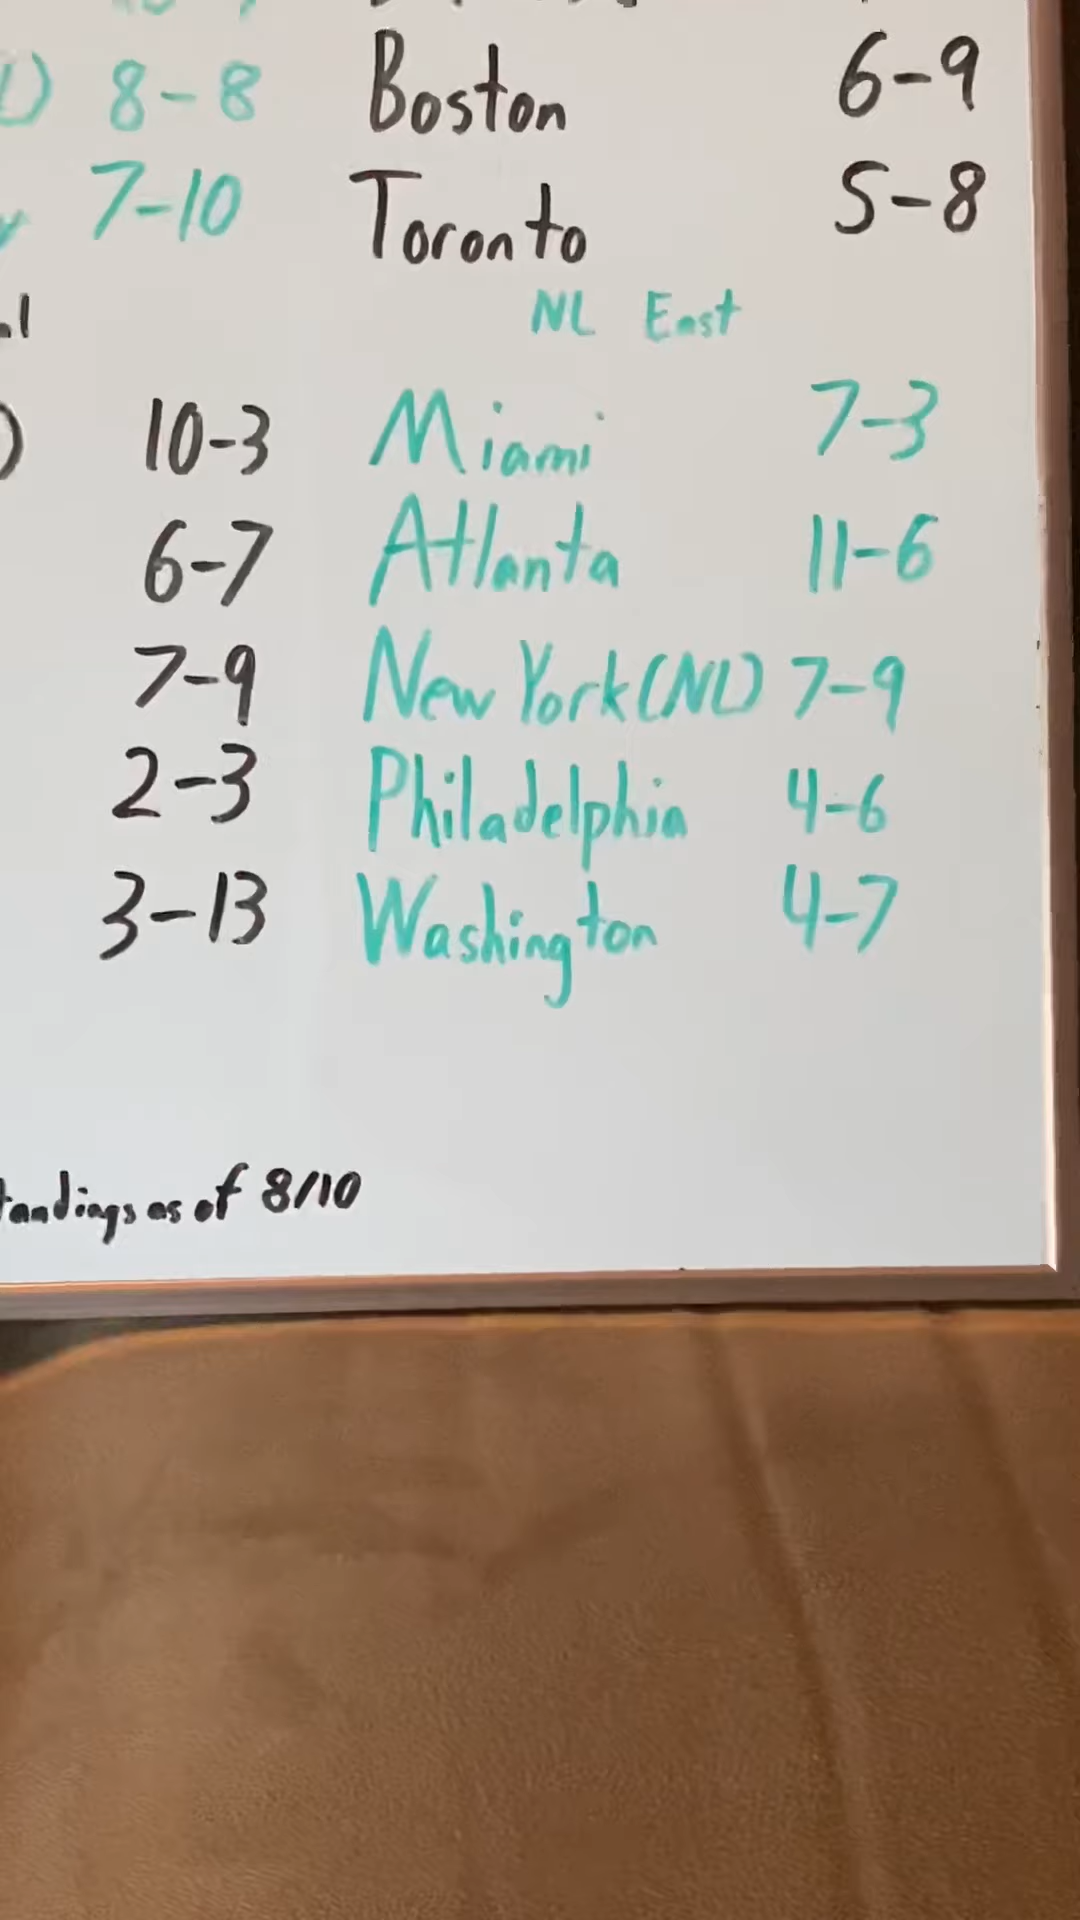 8-8 Boston 6-9
7-10 Toronto 5-8
NL East
10-3 Miami 7-3
6-7 Atlanta 11-6
7-9 New York (NL) 7-9
2-3 Philadelphia 4-6
3-13 Washington 4-7
as of 8/10